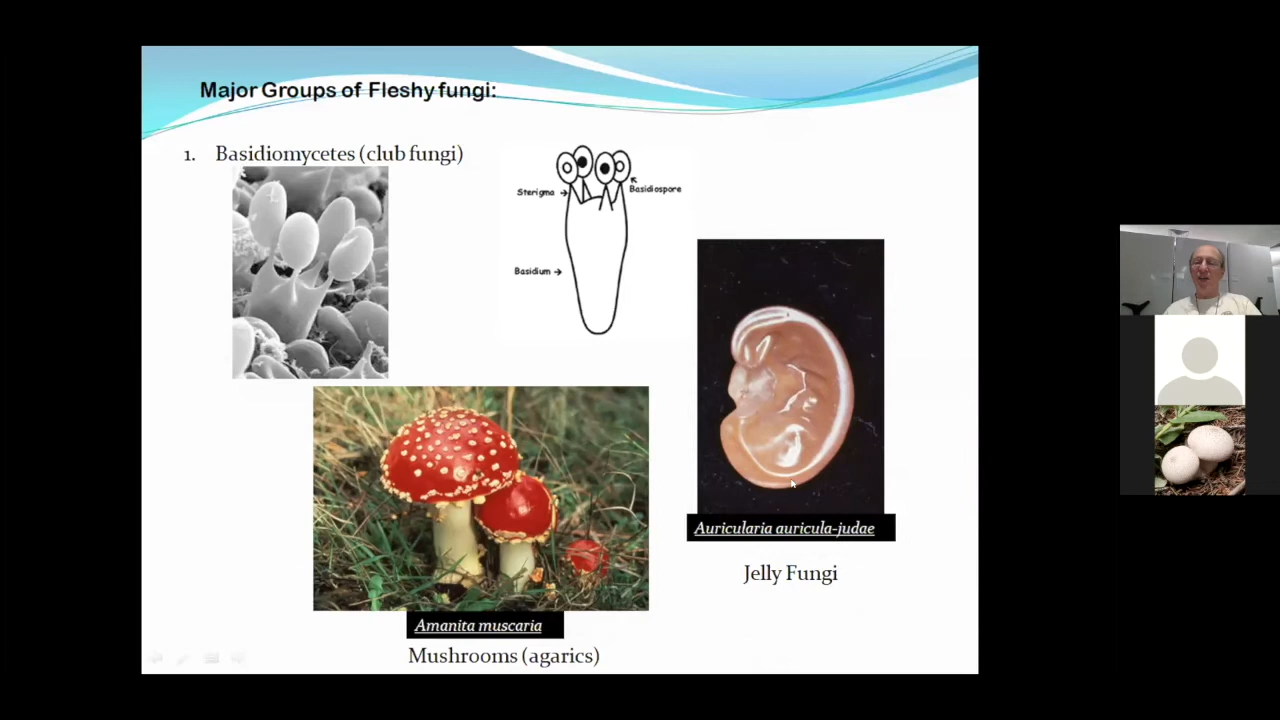 Major Groups of Fleshy fungi:
1. Basidiomycetes (club fungi)
Sterigma
Basidiospore
Basidium
Auricularia auricula-judae
Jelly Fungi
Amanita muscaria
Mushrooms (agarics)